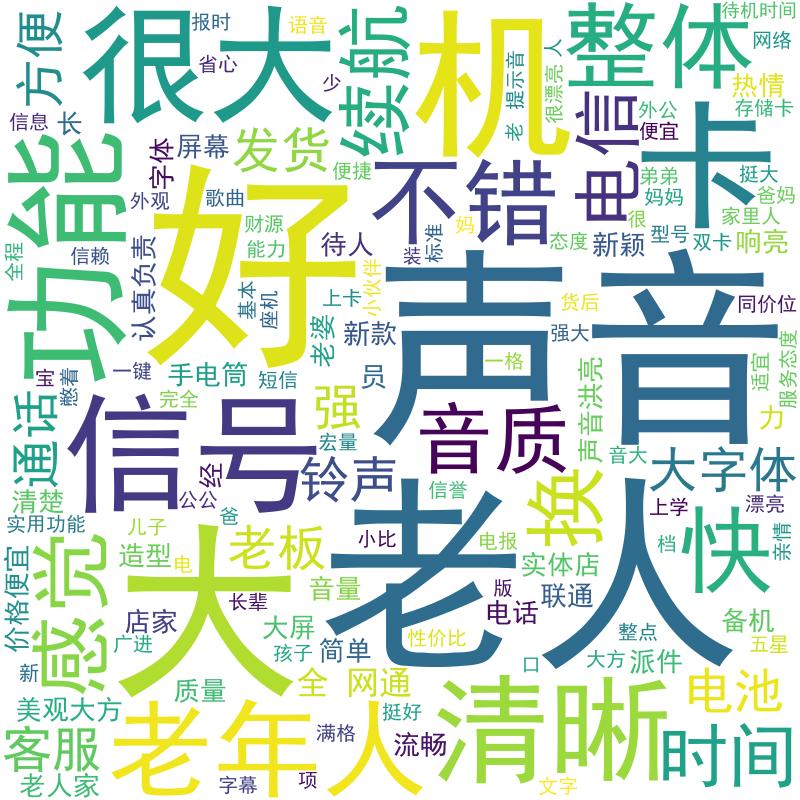 很大
机
整体
续航
方便
报时
语音
省心
少
提示音
老
很漂亮
人
待机时间
网络
热情
存储卡
外公
便宜
电信
卡
信息
长
功能
字体
屏幕
发货
便捷
不错
弟弟
妈妈
挺大
爸妈
家里人
很
型号
双卡
响亮
外观
歌曲
财源
能力
待人
装
标准
妈
态度
新颖
全程
信赖
认真负责
好
基本
座机
上卡
小伙伴
老婆
新款
声音
货后
强大
同价位
一格
适宜
服务态度
憋着
一键
手电筒
短信
员
完全
强
宏量
音质
声音洪亮
力
通话
信号
经
铃声
公公
信誉
换
音大
大字体
上学
漂亮
清楚
实用功能
儿子
爸
小比
电报
档
亲情
快
感觉
造型
电
大
老板
音量
老人
实体店
版
电话
联通
价格便宜
店家
长辈
大屏
简单
性价比
整点
备机
五星
广进
孩子
口
大方
派件
新
质量
全
网通
电池
美观大方
老年人
满格
挺好
流畅
清晰
时间
客服
老人家
字幕
项
文字